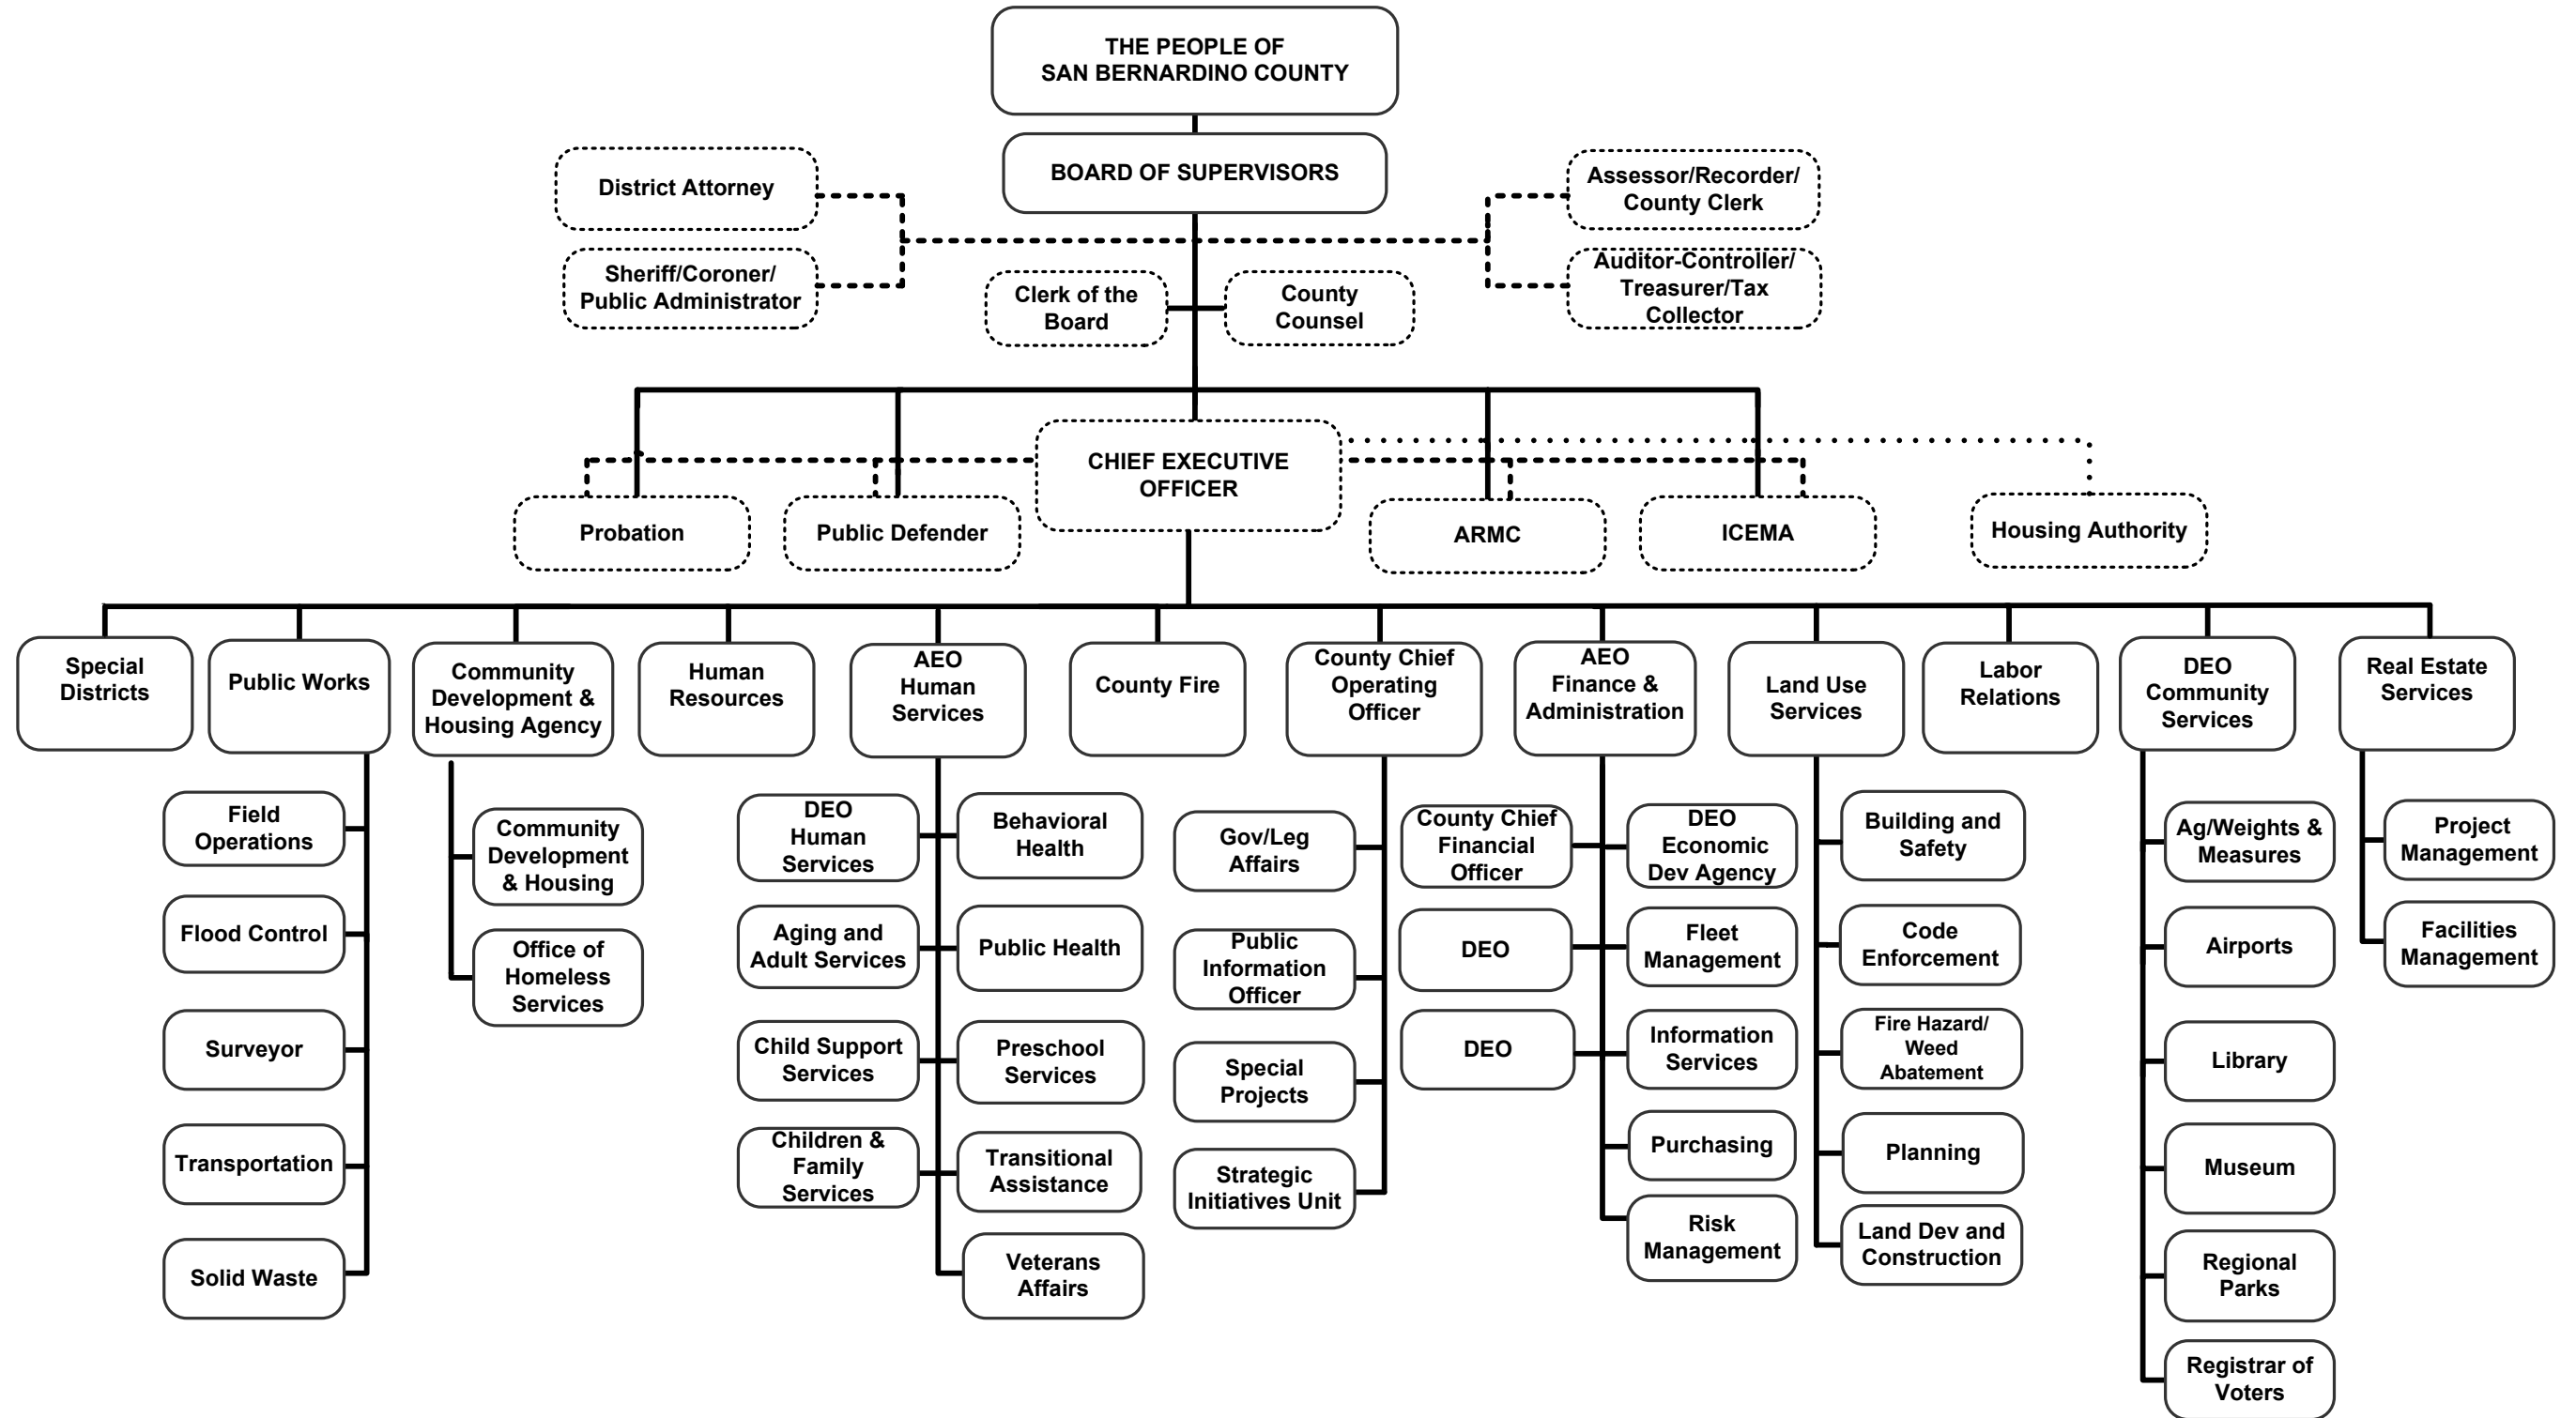 THE PEOPLE OF
SAN BERNARDINO COUNTY
BOARD OF SUPERVISORS
District Attorney
Sheriff/Coroner/
Public Administrator
Assessor/Recorder/
County Clerk
Auditor-Controller/
Treasurer/Tax
Collector
Clerk of the
Board
County
Counsel
CHIEF EXECUTIVE
OFFICER
Probation
Public Defender
ARMC
ICEMA
Housing Authority
Special
Districts
Public Works
Community
Development &
Housing Agency
Human
Resources
AEO
Human
Services
County Fire
County Chief
Operating
Officer
AEO
Finance &
Administration
Land Use
Services
Labor
Relations
DEO
Community
Services
Real Estate
Services
Field
Operations
Flood Control
Surveyor
Transportation
Solid Waste
Community
Development
& Housing
Office of
Homeless
Services
DEO
Human
Services
Aging and
Adult Services
Child Support
Services
Children &
Family
Services
Behavioral
Health
Public Health
Preschool
Services
Transitional
Assistance
Veterans
Affairs
Gov/Leg
Affairs
Public
Information
Officer
Special
Projects
Strategic
Initiatives Unit
County Chief
Financial
Officer
DEO
DEO
DEO
Economic
Dev Agency
Fleet
Management
Information
Services
Purchasing
Risk
Management
Building and
Safety
Code
Enforcement
Fire Hazard/
Weed
Abatement
Planning
Land Dev and
Construction
Ag/Weights &
Measures
Airports
Library
Museum
Regional
Parks
Registrar of
Voters
Project
Management
Facilities
Management